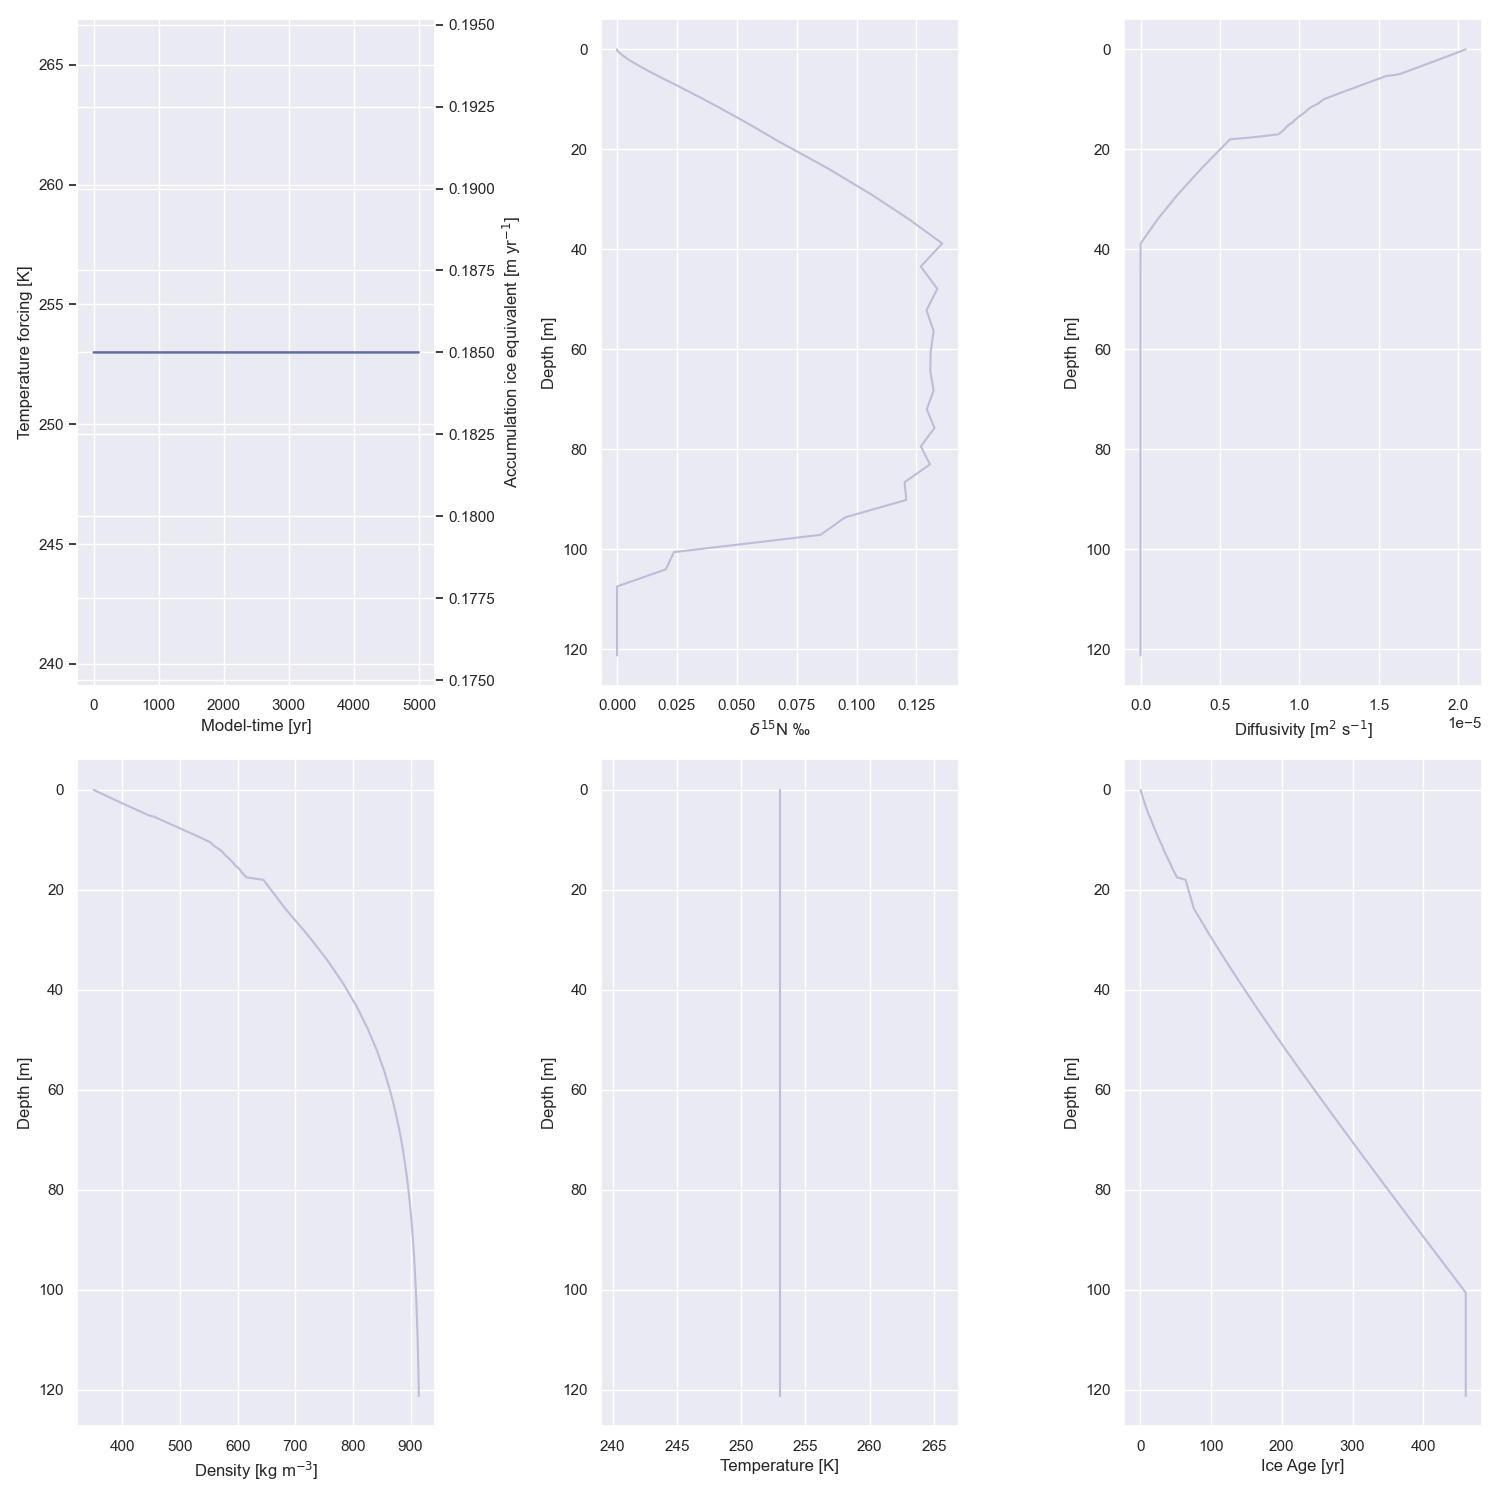 265
260
255
250
245
240
Temperature forcing [K]
0 1000 2000 3000 4000 5000
Model-time [yr]
0.1950
0.1925
0.1900
0.1875
0.1850
0.1825
0.1800
0.1775
0.1750
Accumulation ice equivalent [m yr⁻¹]
0
20
40
60
80
100
120
Depth [m]
0.000 0.025 0.050 0.075 0.100 0.125
δ¹⁵N ‰
0
20
40
60
80
100
120
Depth [m]
0.0 0.5 1.0 1.5 2.0
1e−5
Diffusivity [m² s⁻¹]
0
20
40
60
80
100
120
Depth [m]
400 500 600 700 800 900
Density [kg m⁻³]
0
20
40
60
80
100
120
Depth [m]
240 245 250 255 260 265
Temperature [K]
0
20
40
60
80
100
120
Depth [m]
0 100 200 300 400
Ice Age [yr]